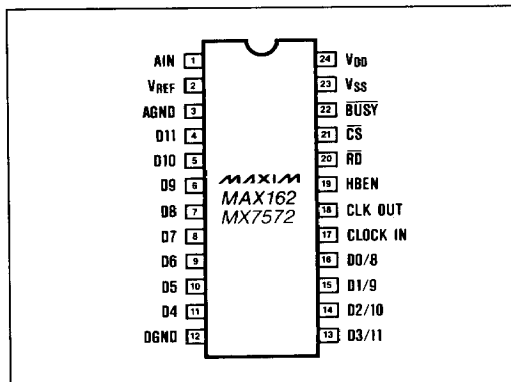 AIN 1
VREF 2
AGND 3
D11 4
D10 5
D9 6
D8 7
D7 8
D6 9
D5 10
D4 11
DGND 12
MAXIM
MAX162
MX7572
24 VDD
23 VSS
22 BUSY
21 CS
20 RD
19 HBEN
18 CLK OUT
17 CLOCK IN
16 D0/8
15 D1/9
14 D2/10
13 D3/11